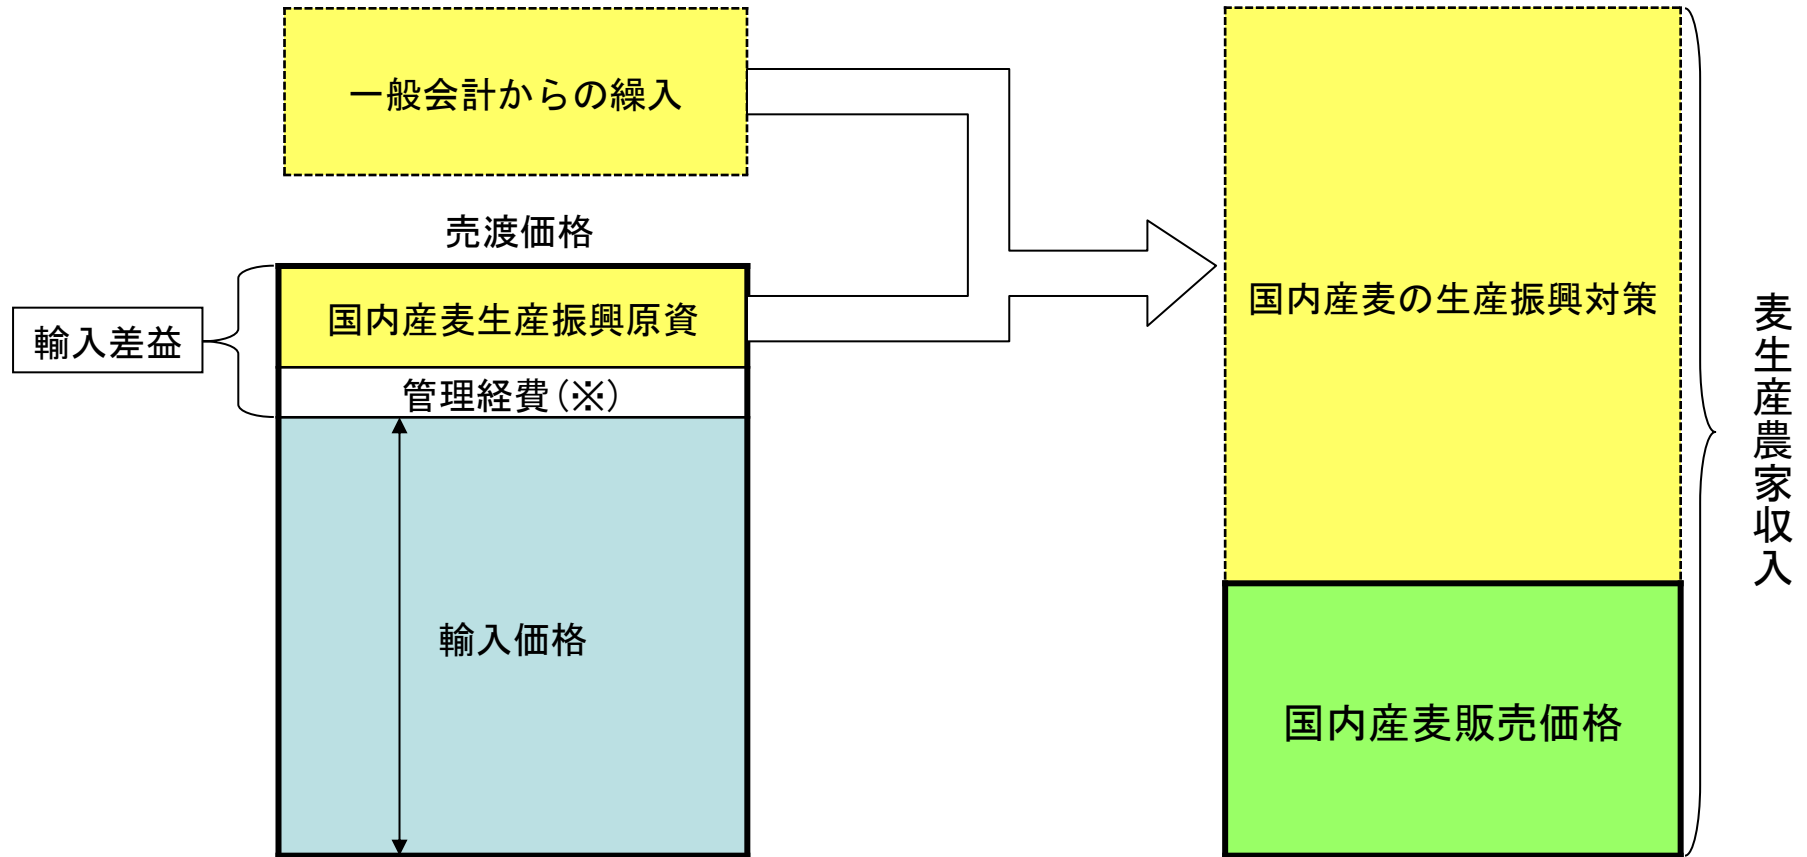 一般会計からの繰入
売渡価格
国内産麦生産振興原資
輸入差益
管理経費(※)
輸入価格
国内産麦の生産振興対策
国内産麦販売価格
麦生産農家収入